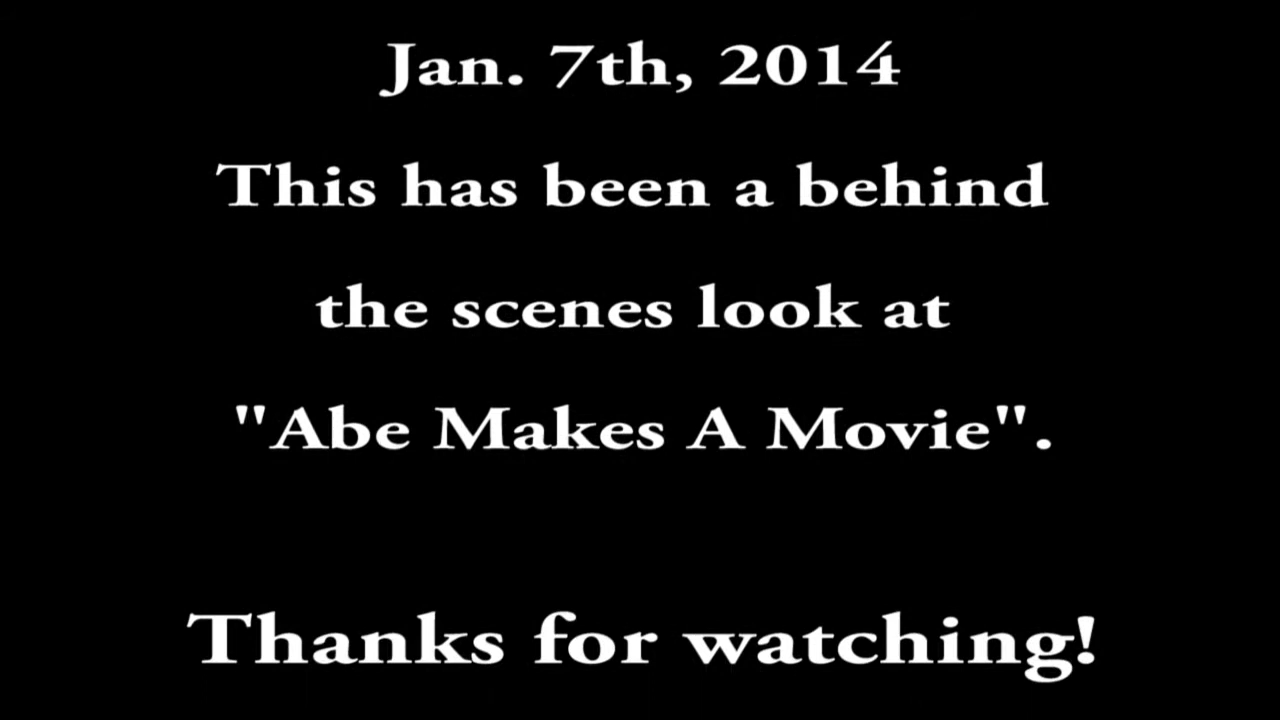 Jan. 7th, 2014
This has been a behind
the scenes look at
"Abe Makes A Movie".
Thanks for watching!